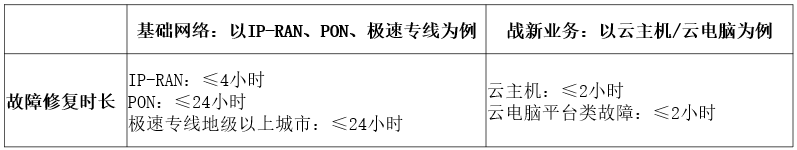 基础网络：以IP-RAN、PON、极速专线为例
战新业务：以云主机/云电脑为例
故障修复时长
IP-RAN：≤4小时
PON：≤24小时
极速专线地级以上城市：≤24小时
云主机：≤2小时
云电脑平台类故障：≤2小时